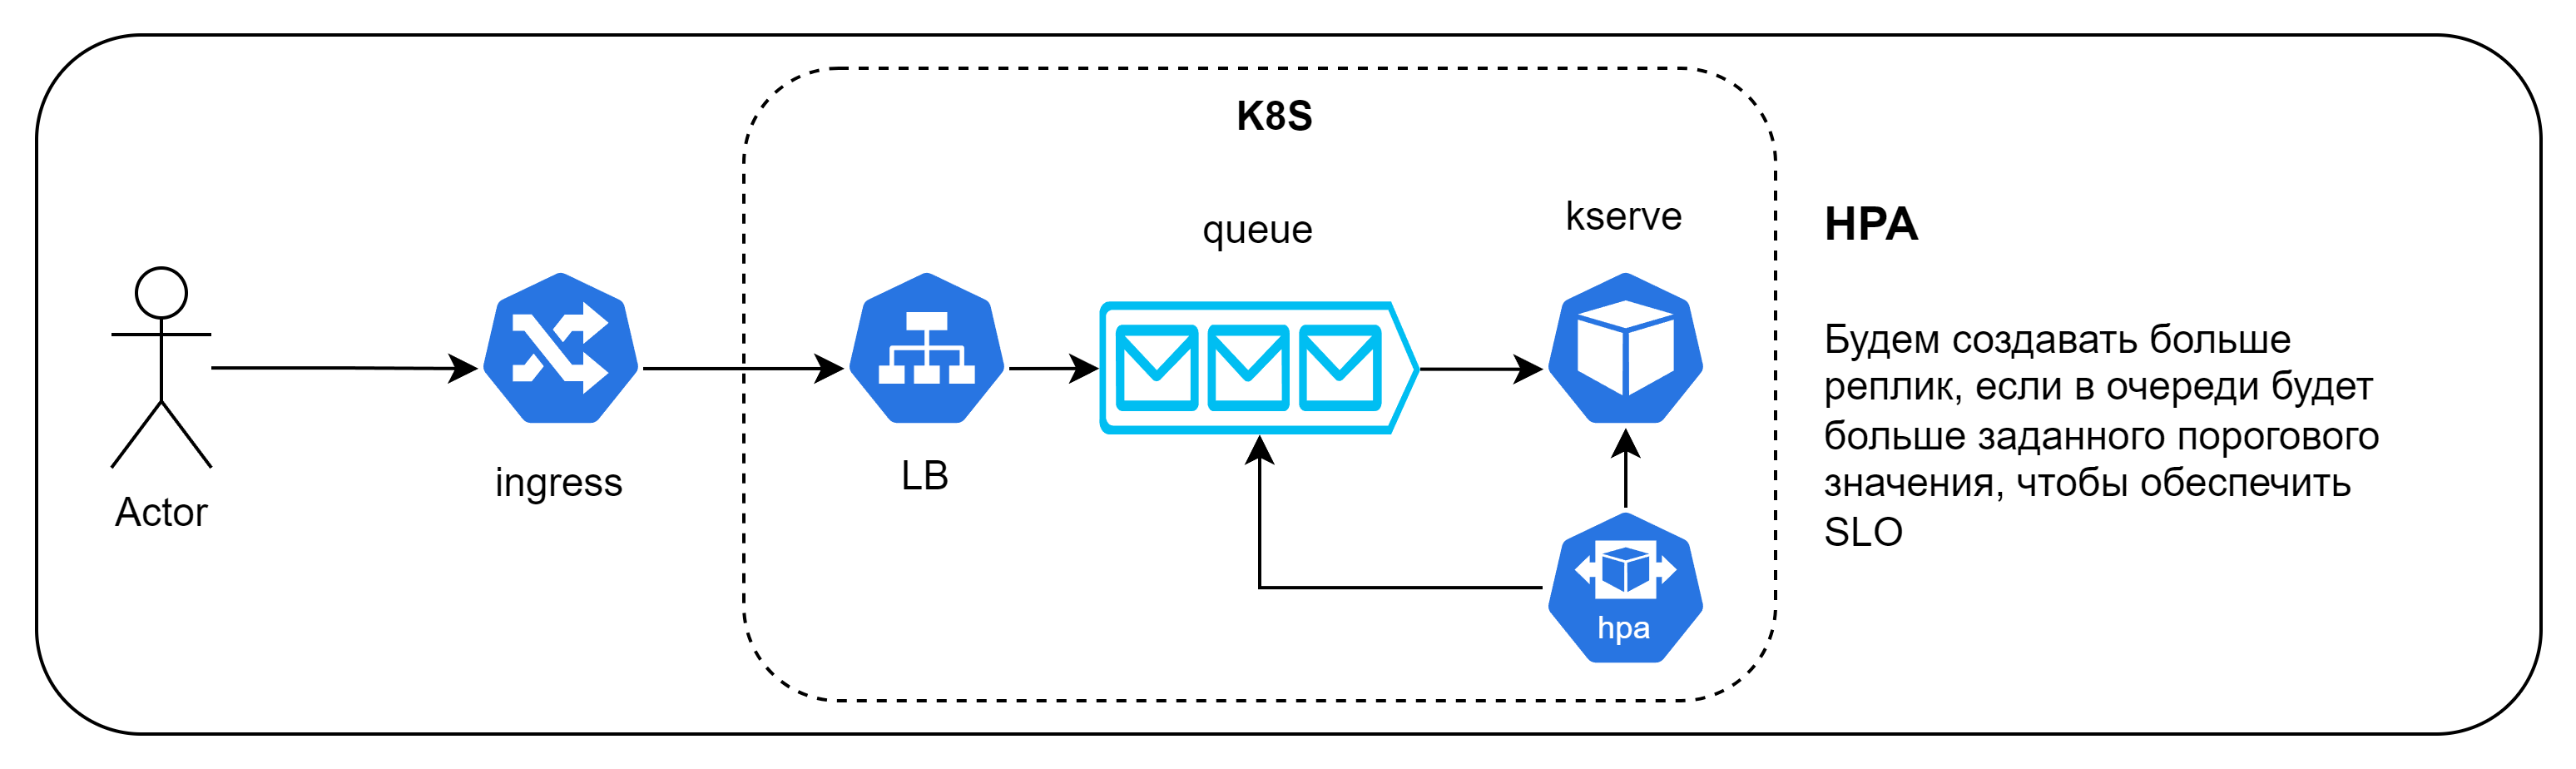 K8S
queue
kserve
HPA
Actor
ingress
LB
hpa
Будем создавать больше
реплик, если в очереди будет
больше заданного порогового
значения, чтобы обеспечить
SLO